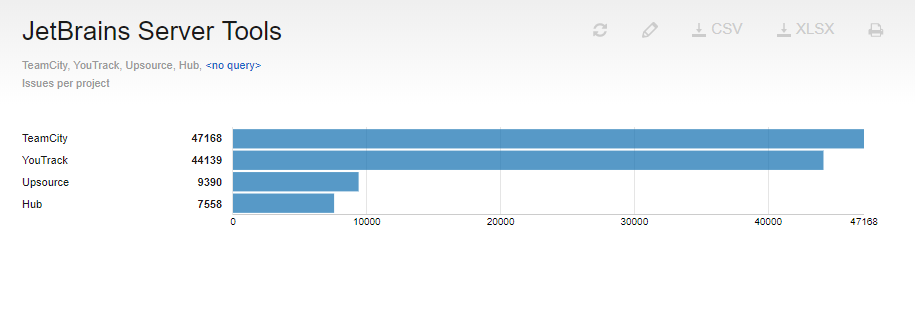 JetBrains Server Tools
CSV
XLSX
TeamCity, YouTrack, Upsource, Hub, <no query>
Issues per project
TeamCity 47168
YouTrack 44139
Upsource 9390
Hub 7558
0 10000 20000 30000 40000 47168